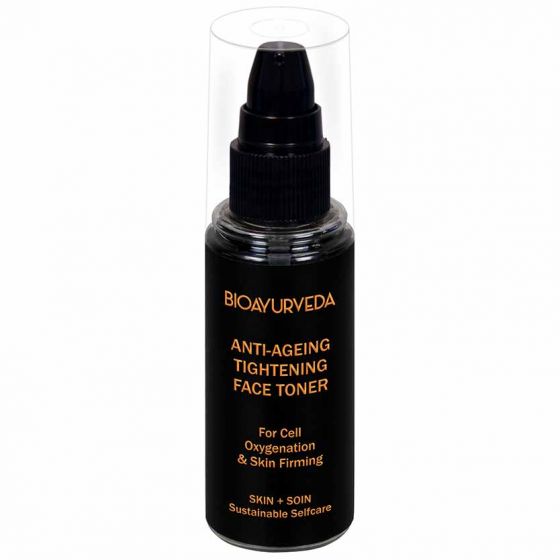 BIOAYURVEDA
ANTI-AGEING
TIGHTENING
FACE TONER
For Cell
Oxygenation
& Skin Firming
SKIN + SOIN
Sustainable Selfcare